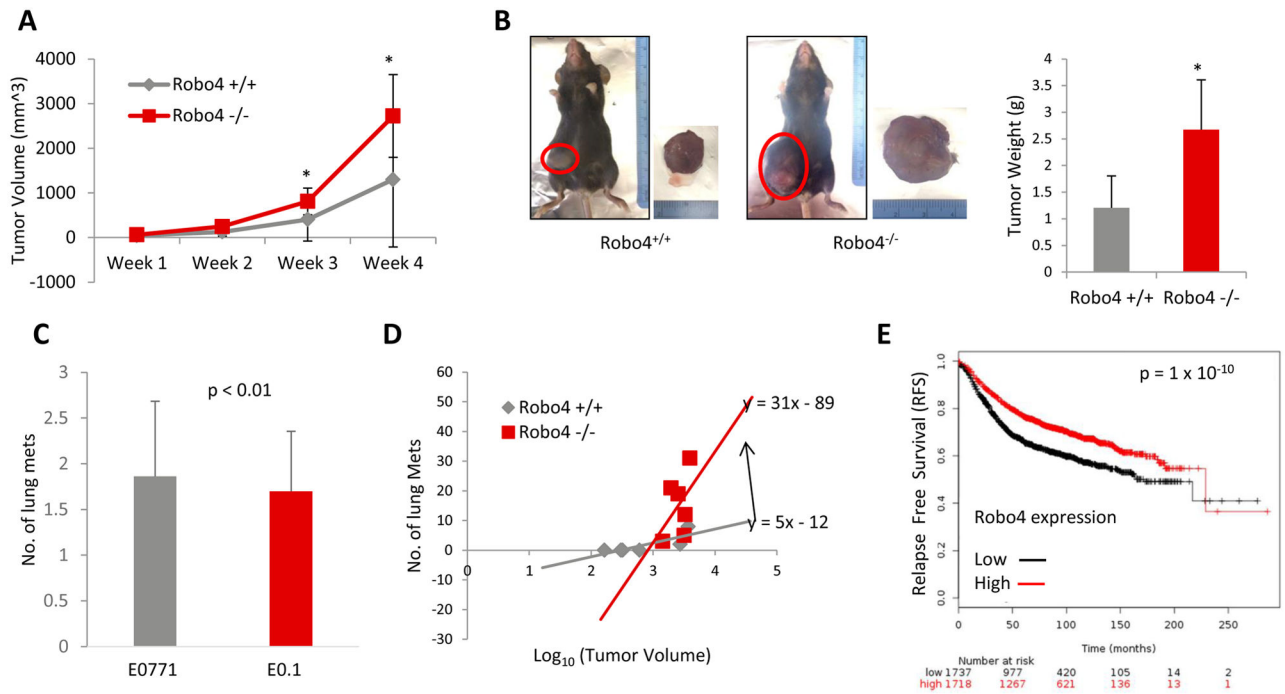 A
Tumor Volume (mm^3)
4000
3000
2000
1000
0
-1000
Robo4 +/+
Robo4 -/-
*
*
Week 1
Week 2
Week 3
Week 4
B
Robo4+/+
Robo4-/-
Tumor Weight (g)
4
3.5
3
2.5
2
1.5
1
0.5
0
*
Robo4 +/+
Robo4 -/-
C
No. of lung mets
3
2.5
2
1.5
1
0.5
0
p < 0.01
E0771
E0.1
D
No. of lung Mets
60
50
40
30
20
10
0
-10
-20
-30
Robo4 +/+
Robo4 -/-
y = 31x - 89
y = 5x - 12
0
1
2
3
4
5
Log10 (Tumor Volume)
E
Relapse Free Survival (RFS)
1.0
0.8
0.6
0.4
0.2
0.0
p = 1 x 10-10
Robo4 expression
Low
High
0 50 100 150 200 250
Time (months)
Number at risk
low 1737 977 420 105 14 2
high 1718 1267 621 136 13 1